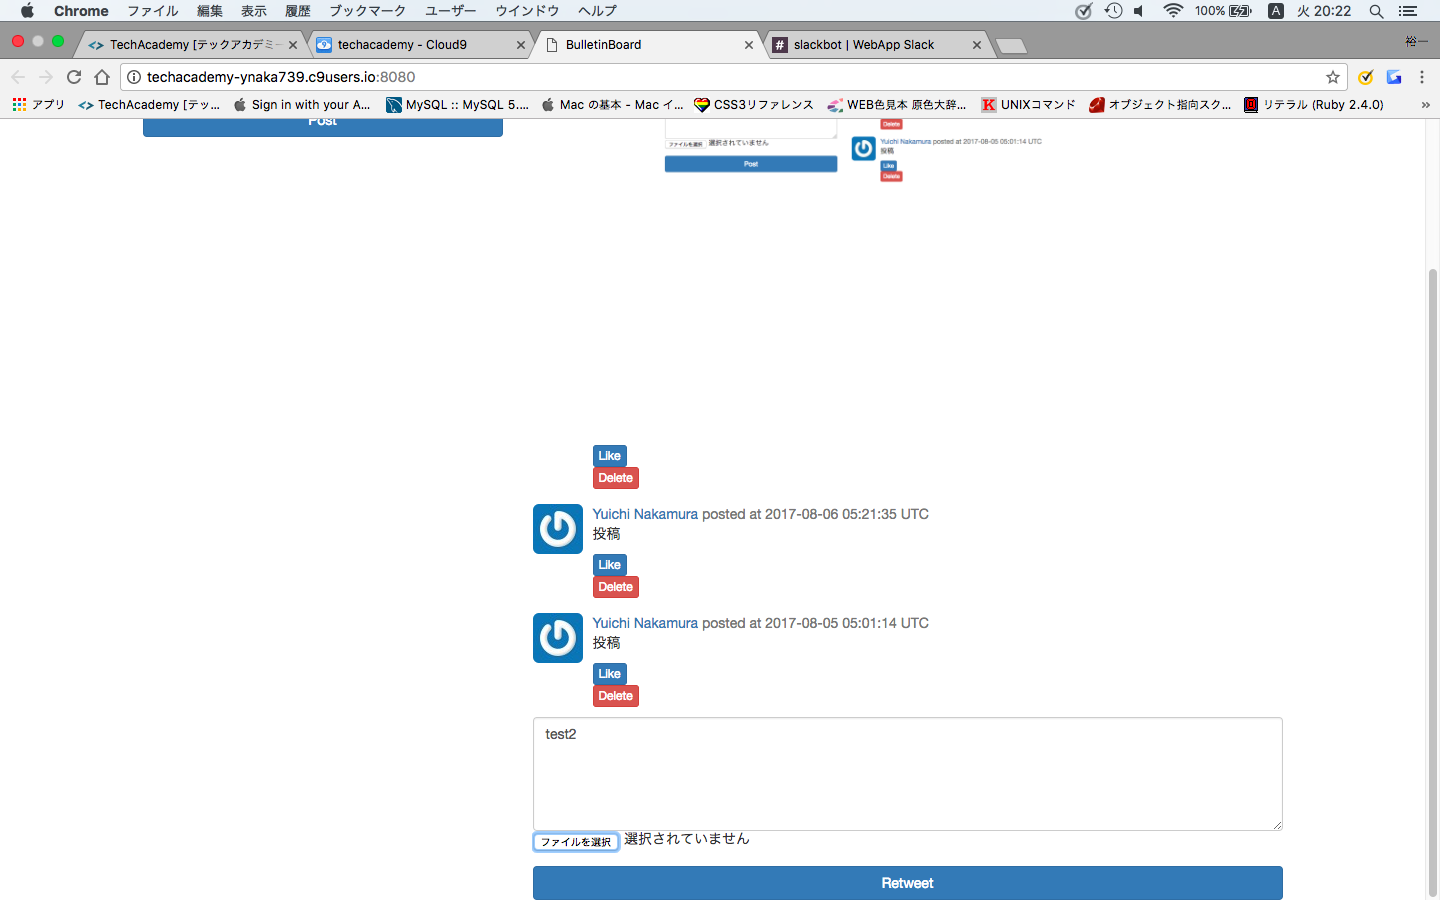 Chrome ファイル 編集 表示 履歴 ブックマーク ユーザー ウインドウ ヘルプ 100% A 火 20:22
TechAcademy [テックアカデミー techacademy - Cloud9 BulletinBoard slackbot | WebApp Slack 裕一
techacademy-ynaka739.c9users.io:8080
アプリ TechAcademy [テッ... Sign in with your A... MySQL :: MySQL 5.... Mac の基本 - Mac イ... CSS3リファレンス WEB色見本 原色大辞... UNIXコマンド オブジェクト指向スク... リテラル (Ruby 2.4.0) »
Post
Delete
ファイルを選択 選択されていません
Post
Yuichi Nakamura posted at 2017-08-05 05:01:14 UTC
投稿
Like
Delete
Like
Delete
Yuichi Nakamura posted at 2017-08-06 05:21:35 UTC
投稿
Like
Delete
Yuichi Nakamura posted at 2017-08-05 05:01:14 UTC
投稿
Like
Delete
test2
ファイルを選択 選択されていません
Retweet